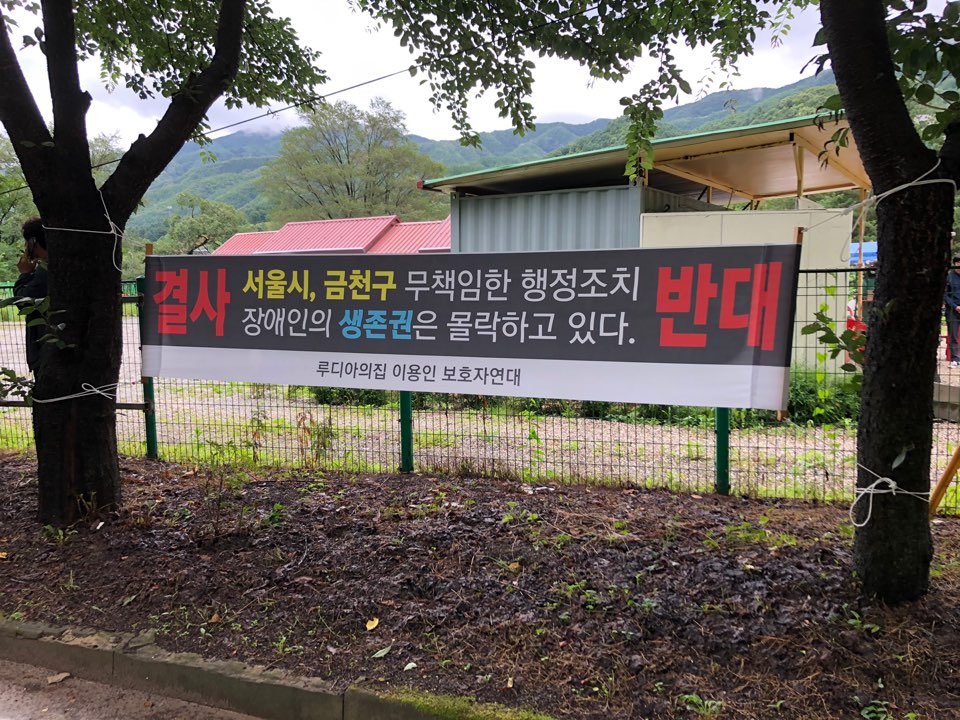 결사 서울시, 금천구 무책임한 행정조치 반대
장애인의 생존권은 몰락하고 있다.
루디아의집 이용인 보호자연대